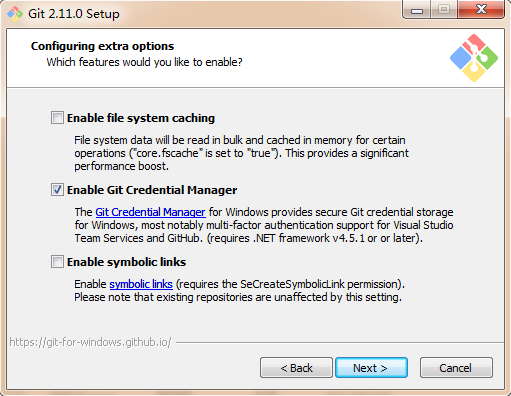 Git 2.11.0 Setup
Configuring extra options
Which features would you like to enable?
Enable file system caching
File system data will be read in bulk and cached in memory for certain
operations ("core.fscache" is set to "true"). This provides a significant
performance boost.
Enable Git Credential Manager
The Git Credential Manager for Windows provides secure Git credential storage
for Windows, most notably multi-factor authentication support for Visual Studio
Team Services and GitHub. (requires .NET framework v4.5.1 or or later).
Enable symbolic links
Enable symbolic links (requires the SeCreateSymbolicLink permission).
Please note that existing repositories are unaffected by this setting.
https://git-for-windows.github.io/
< Back Next > Cancel